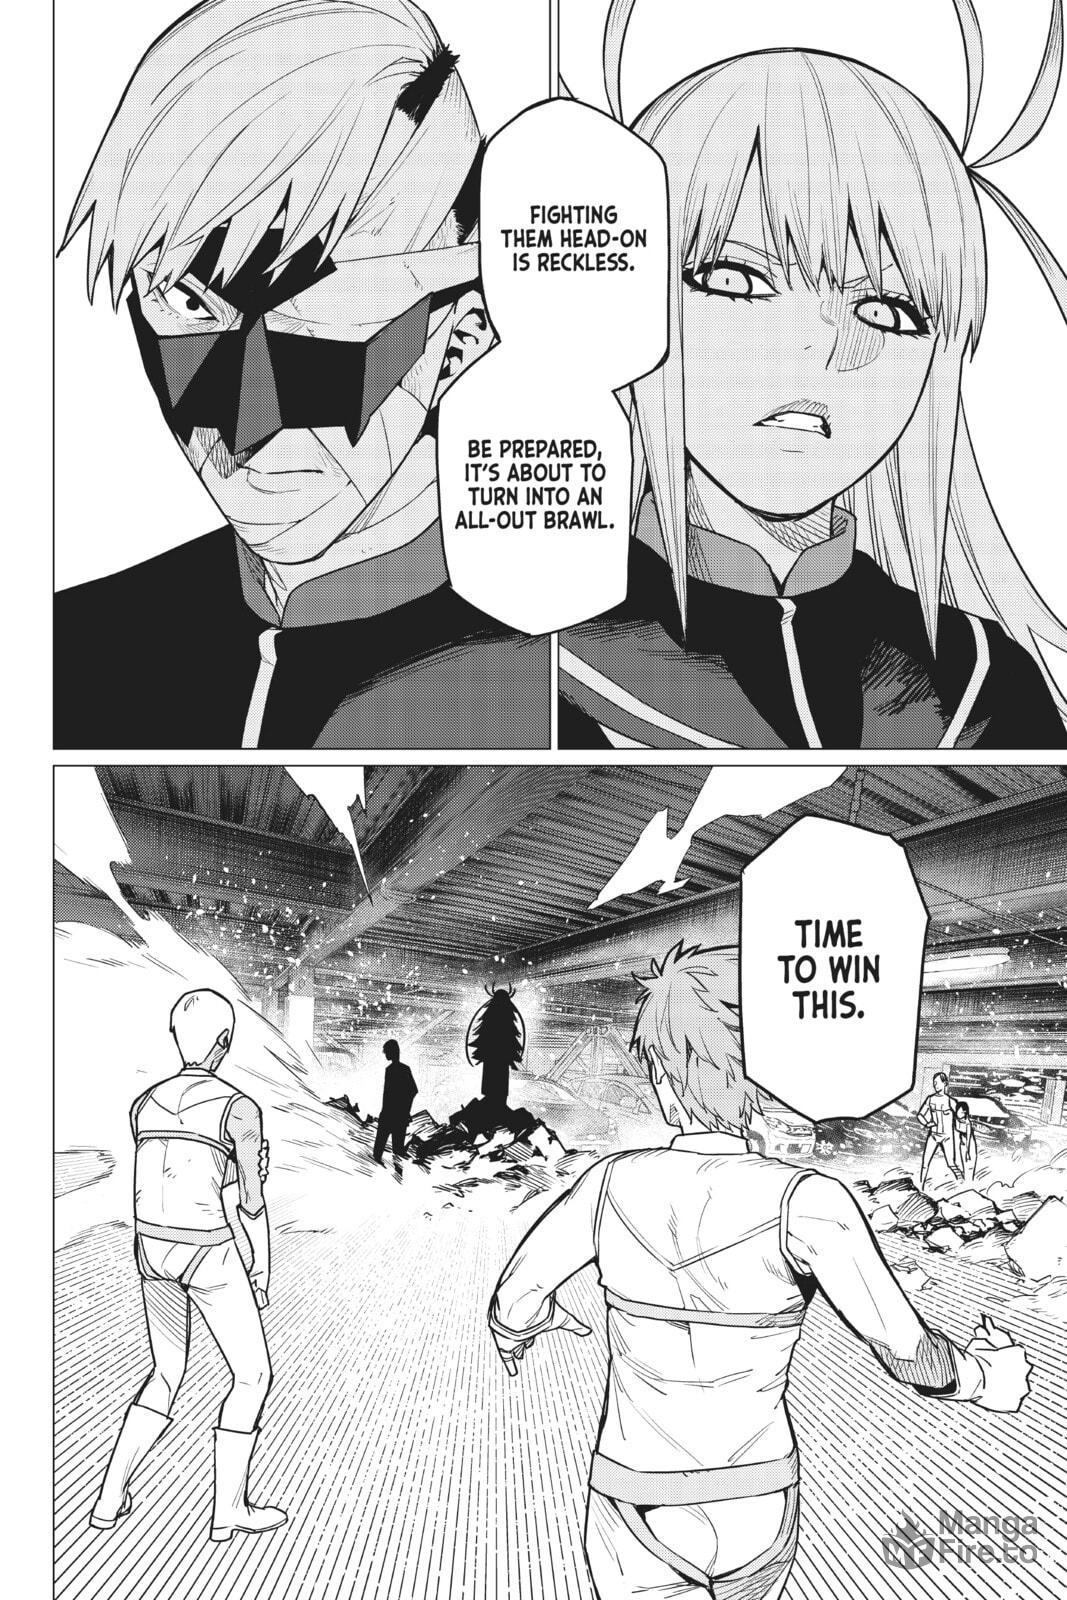 FIGHTING
THEM HEAD-ON
IS RECKLESS.
BE PREPARED,
IT'S ABOUT TO
TURN INTO AN
ALL-OUT BRAWL.
TIME
TO WIN
THIS.
Manga
Fire.to